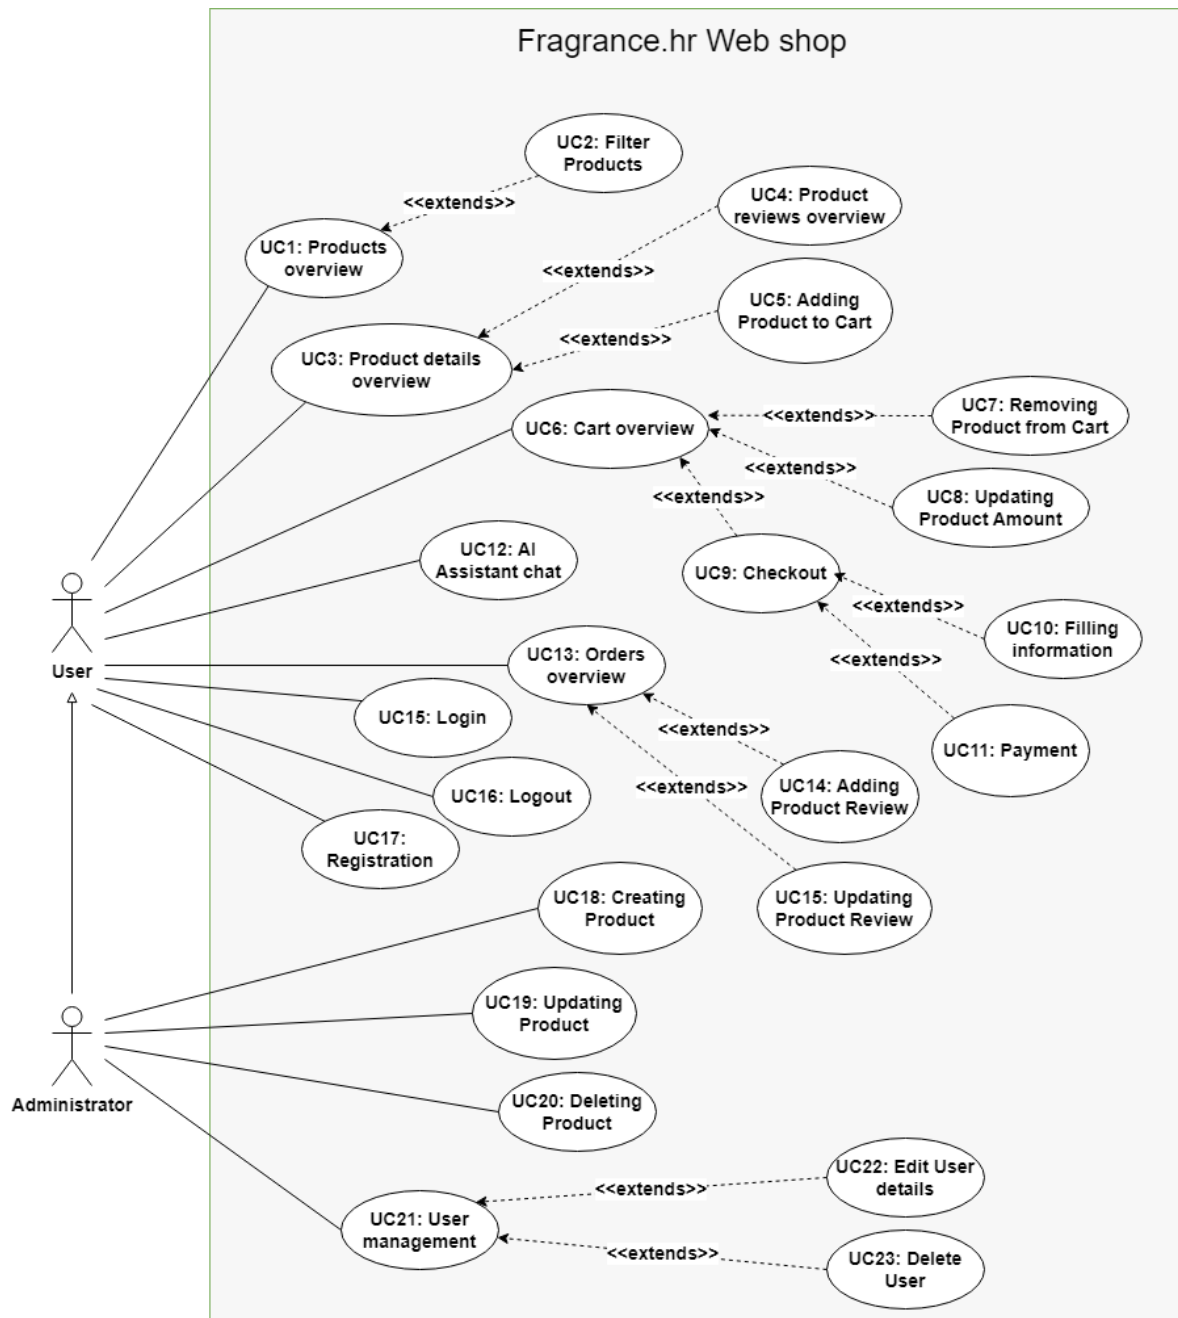 Fragrance.hr Web shop
UC2: Filter
Products
<<extends>>
UC4: Product
reviews overview
UC1: Products
overview
<<extends>>
UC5: Adding
Product to Cart
<<extends>>
UC3: Product details
overview
UC6: Cart overview
<<extends>>
UC7: Removing
Product from Cart
<<extends>>
<<extends>>
UC8: Updating
Product Amount
UC12: AI
Assistant chat
UC9: Checkout
<<extends>>
UC10: Filling
information
User
UC13: Orders
overview
<<extends>>
UC15: Login
<<extends>>
UC11: Payment
UC16: Logout
<<extends>>
UC14: Adding
Product Review
UC17:
Registration
UC18: Creating
Product
UC15: Updating
Product Review
UC19: Updating
Product
Administrator
UC20: Deleting
Product
UC22: Edit User
details
<<extends>>
UC21: User
management
<<extends>>
UC23: Delete
User